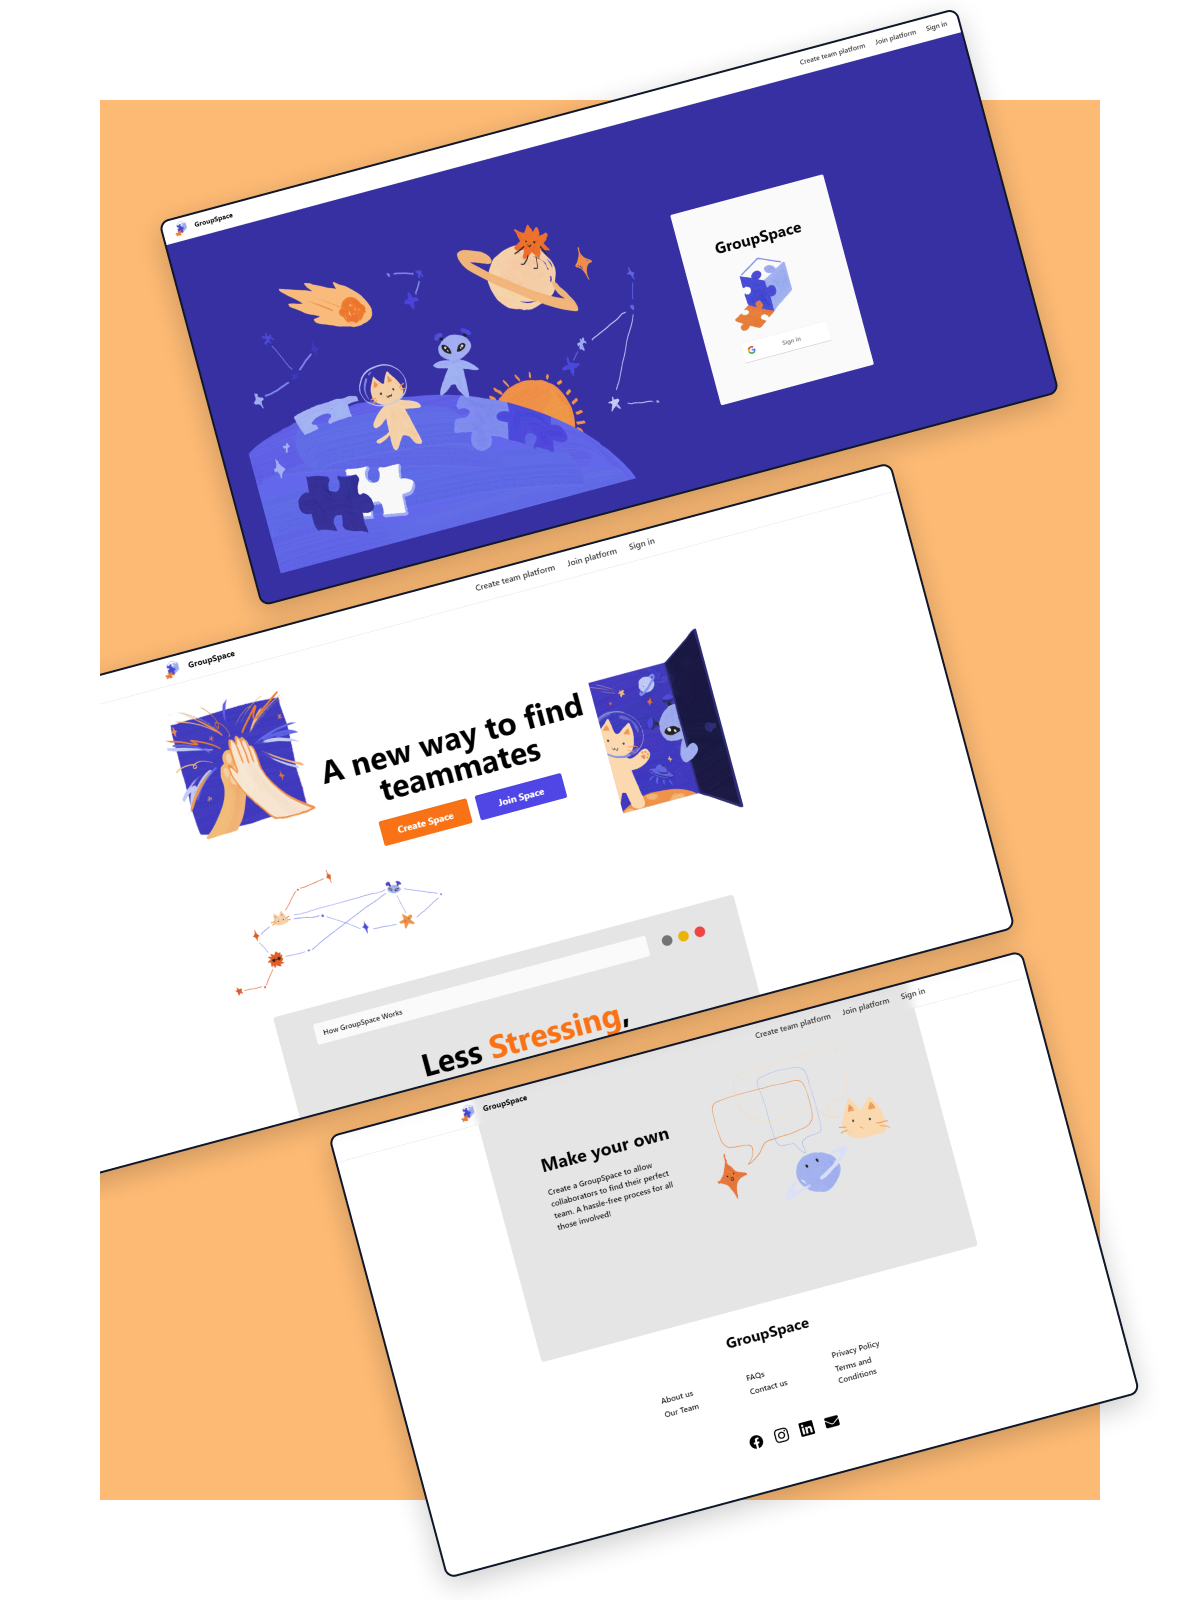 Create team platform Join platform Sign in
GroupSpace
GroupSpace
Sign in
Create team platform Join platform Sign in
GroupSpace
A new way to find
teammates
Create Space Join Space
How GroupSpace Works
Less Stressing,
Create team platform Join platform Sign in
GroupSpace
Make your own
Create a GroupSpace to allow
collaborators to find their perfect
team. A hassle-free process for all
those involved!
GroupSpace
About us
Our Team
FAQs
Contact us
Privacy Policy
Terms and
Conditions